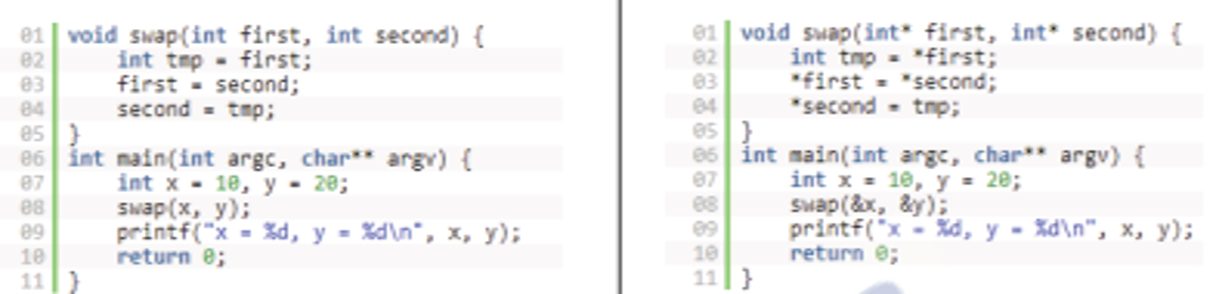 01 void swap(int first, int second) {
02     int tmp = first;
03     first = second;
04     second = tmp;
05 }
06 int main(int argc, char** argv) {
07     int x = 10, y = 20;
08     swap(x, y);
09     printf("x = %d, y = %d\n", x, y);
10     return 0;
11 }
01 void swap(int* first, int* second) {
02     int tmp = *first;
03     *first = *second;
04     *second = tmp;
05 }
06 int main(int argc, char** argv) {
07     int x = 10, y = 20;
08     swap(&x, &y);
09     printf("x = %d, y = %d\n", x, y);
10     return 0;
11 }